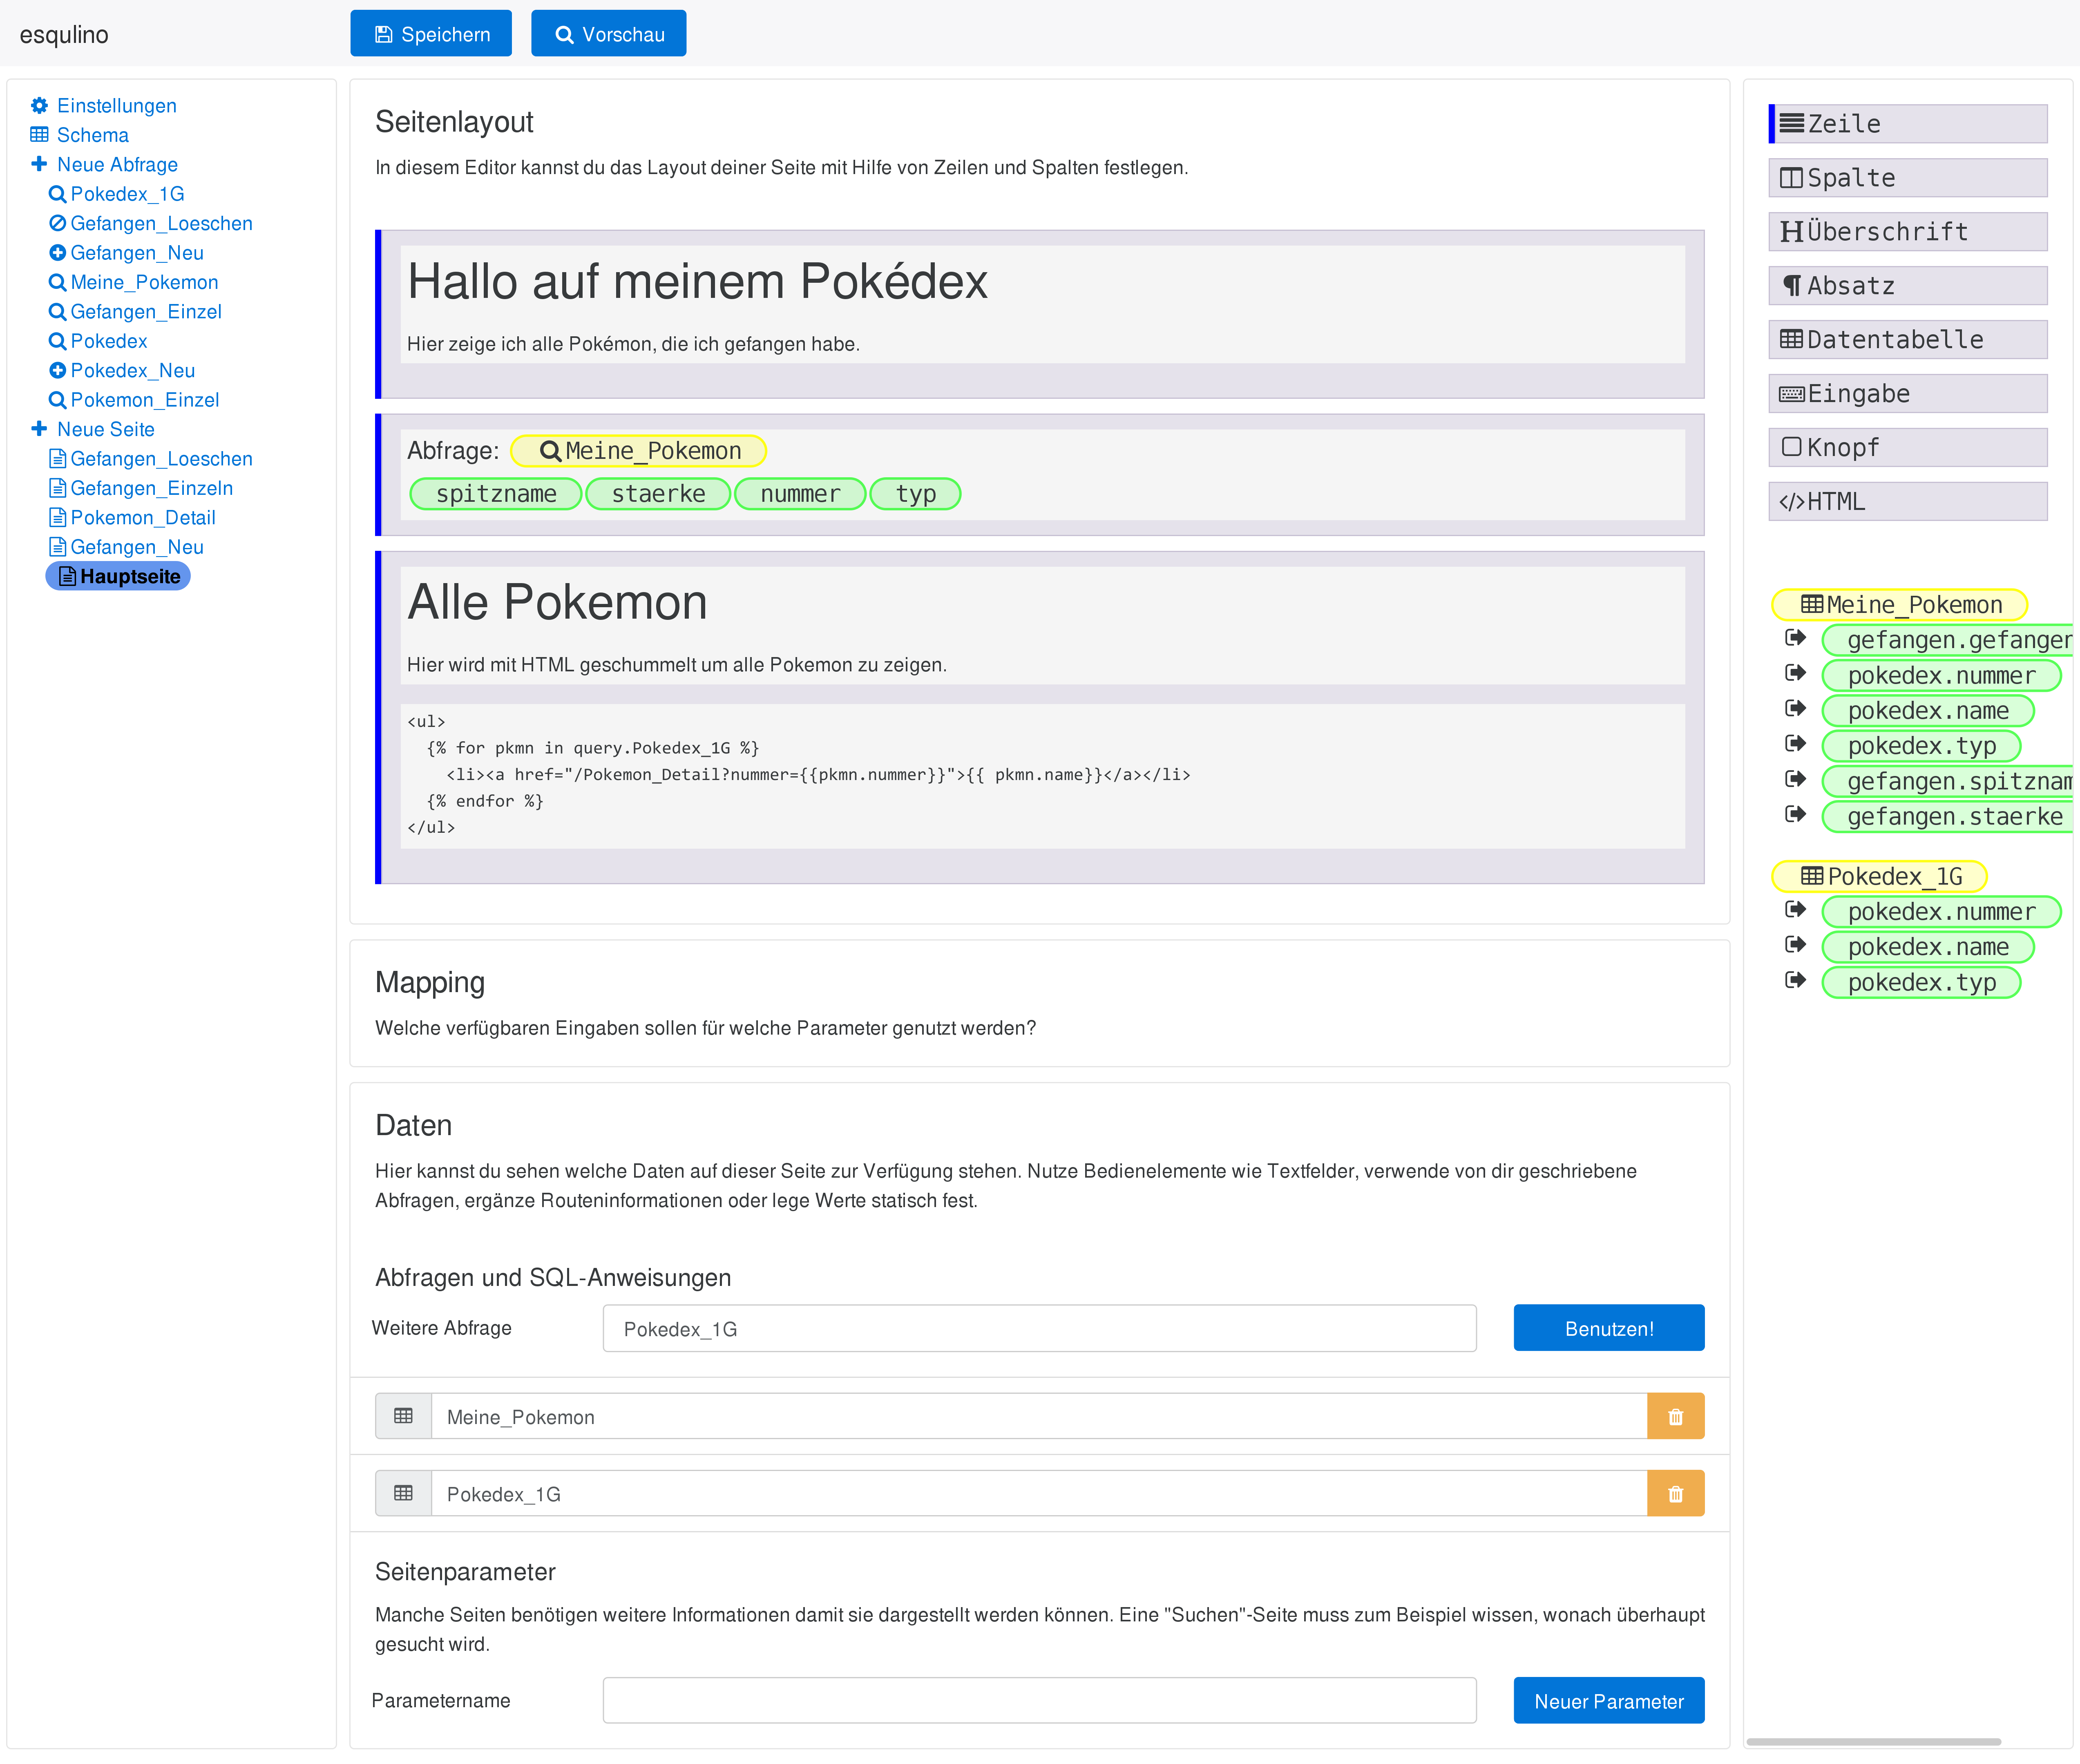 esqulino
Speichern
Vorschau
Einstellungen
Schema
Neue Abfrage
Pokedex_1G
Gefangen_Loeschen
Gefangen_Neu
Meine_Pokemon
Gefangen_Einzel
Pokedex
Pokedex_Neu
Pokemon_Einzel
Neue Seite
Gefangen_Loeschen
Gefangen_Einzeln
Pokemon_Detail
Gefangen_Neu
Hauptseite
Seitenlayout
In diesem Editor kannst du das Layout deiner Seite mit Hilfe von Zeilen und Spalten festlegen.
Hallo auf meinem Pokédex
Hier zeige ich alle Pokémon, die ich gefangen habe.
Abfrage: Meine_Pokemon
spitzname staerke nummer typ
Alle Pokemon
Hier wird mit HTML geschummelt um alle Pokemon zu zeigen.
<ul>
{% for pkmn in query.Pokedex_1G %}
<li><a href="/Pokemon_Detail?nummer={{pkmn.nummer}}">{{ pkmn.name}}</a></li>
{% endfor %}
</ul>
Mapping
Welche verfügbaren Eingaben sollen für welche Parameter genutzt werden?
Daten
Hier kannst du sehen welche Daten auf dieser Seite zur Verfügung stehen. Nutze Bedienelemente wie Textfelder, verwende von dir geschriebene
Abfragen, ergänze Routeninformationen oder lege Werte statisch fest.
Abfragen und SQL-Anweisungen
Weitere Abfrage
Pokedex_1G
Benutzen!
Meine_Pokemon
Pokedex_1G
Seitenparameter
Manche Seiten benötigen weitere Informationen damit sie dargestellt werden können. Eine "Suchen"-Seite muss zum Beispiel wissen, wonach überhaupt
gesucht wird.
Parametername
Neuer Parameter
Zeile
Spalte
Überschrift
Absatz
Datentabelle
Eingabe
Knopf
HTML
Meine_Pokemon
gefangen.gefangen
pokedex.nummer
pokedex.name
pokedex.typ
gefangen.spitznam
gefangen.staerke
Pokedex_1G
pokedex.nummer
pokedex.name
pokedex.typ